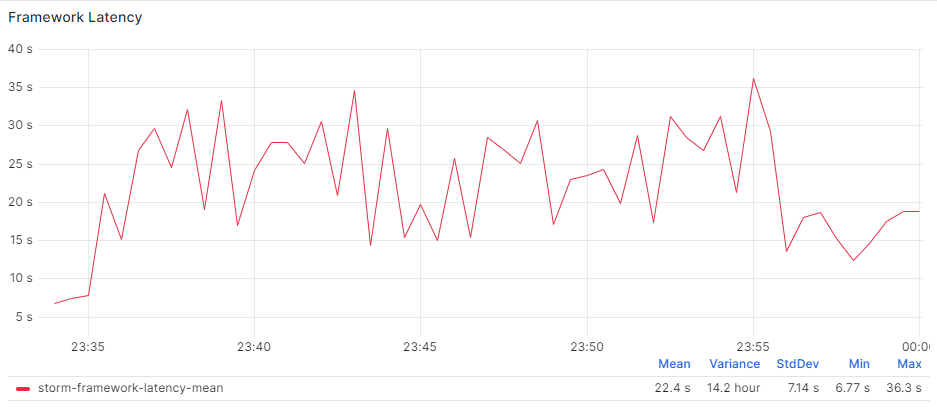 Framework Latency
40 s
35 s
30 s
25 s
20 s
15 s
10 s
5 s
23:35 23:40 23:45 23:50 23:55 00:0
Mean Variance StdDev Min Max
storm-framework-latency-mean 22.4 s 14.2 hour 7.14 s 6.77 s 36.3 s